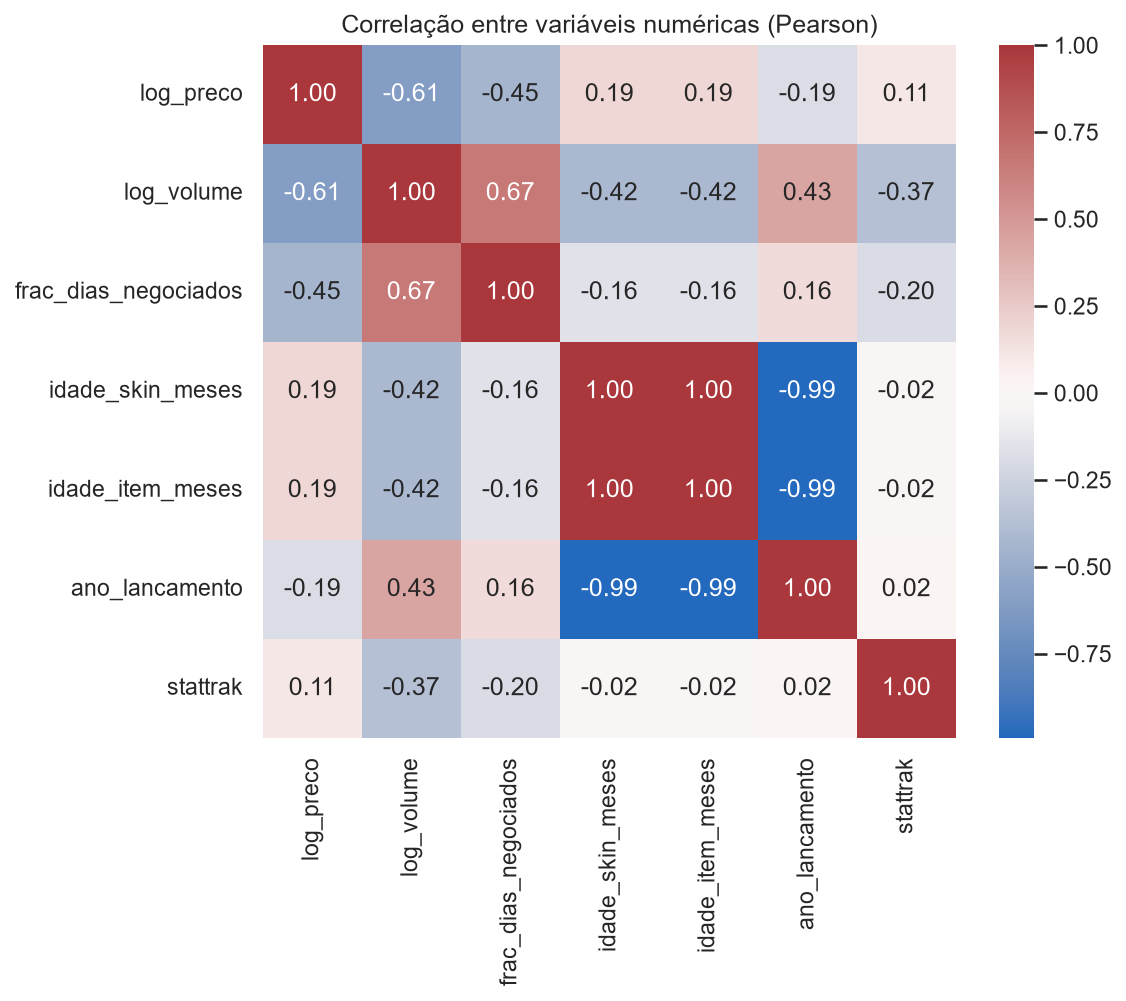 Correlação entre variáveis numéricas (Pearson)
log_preco 1.00 -0.61 -0.45 0.19 0.19 -0.19 0.11
log_volume -0.61 1.00 0.67 -0.42 -0.42 0.43 -0.37
frac_dias_negociados -0.45 0.67 1.00 -0.16 -0.16 0.16 -0.20
idade_skin_meses 0.19 -0.42 -0.16 1.00 1.00 -0.99 -0.02
idade_item_meses 0.19 -0.42 -0.16 1.00 1.00 -0.99 -0.02
ano_lancamento -0.19 0.43 0.16 -0.99 -0.99 1.00 0.02
stattrak 0.11 -0.37 -0.20 -0.02 -0.02 0.02 1.00
log_preco
log_volume
frac_dias_negociados
idade_skin_meses
idade_item_meses
ano_lancamento
stattrak
1.00
0.75
0.50
0.25
0.00
−0.25
−0.50
−0.75